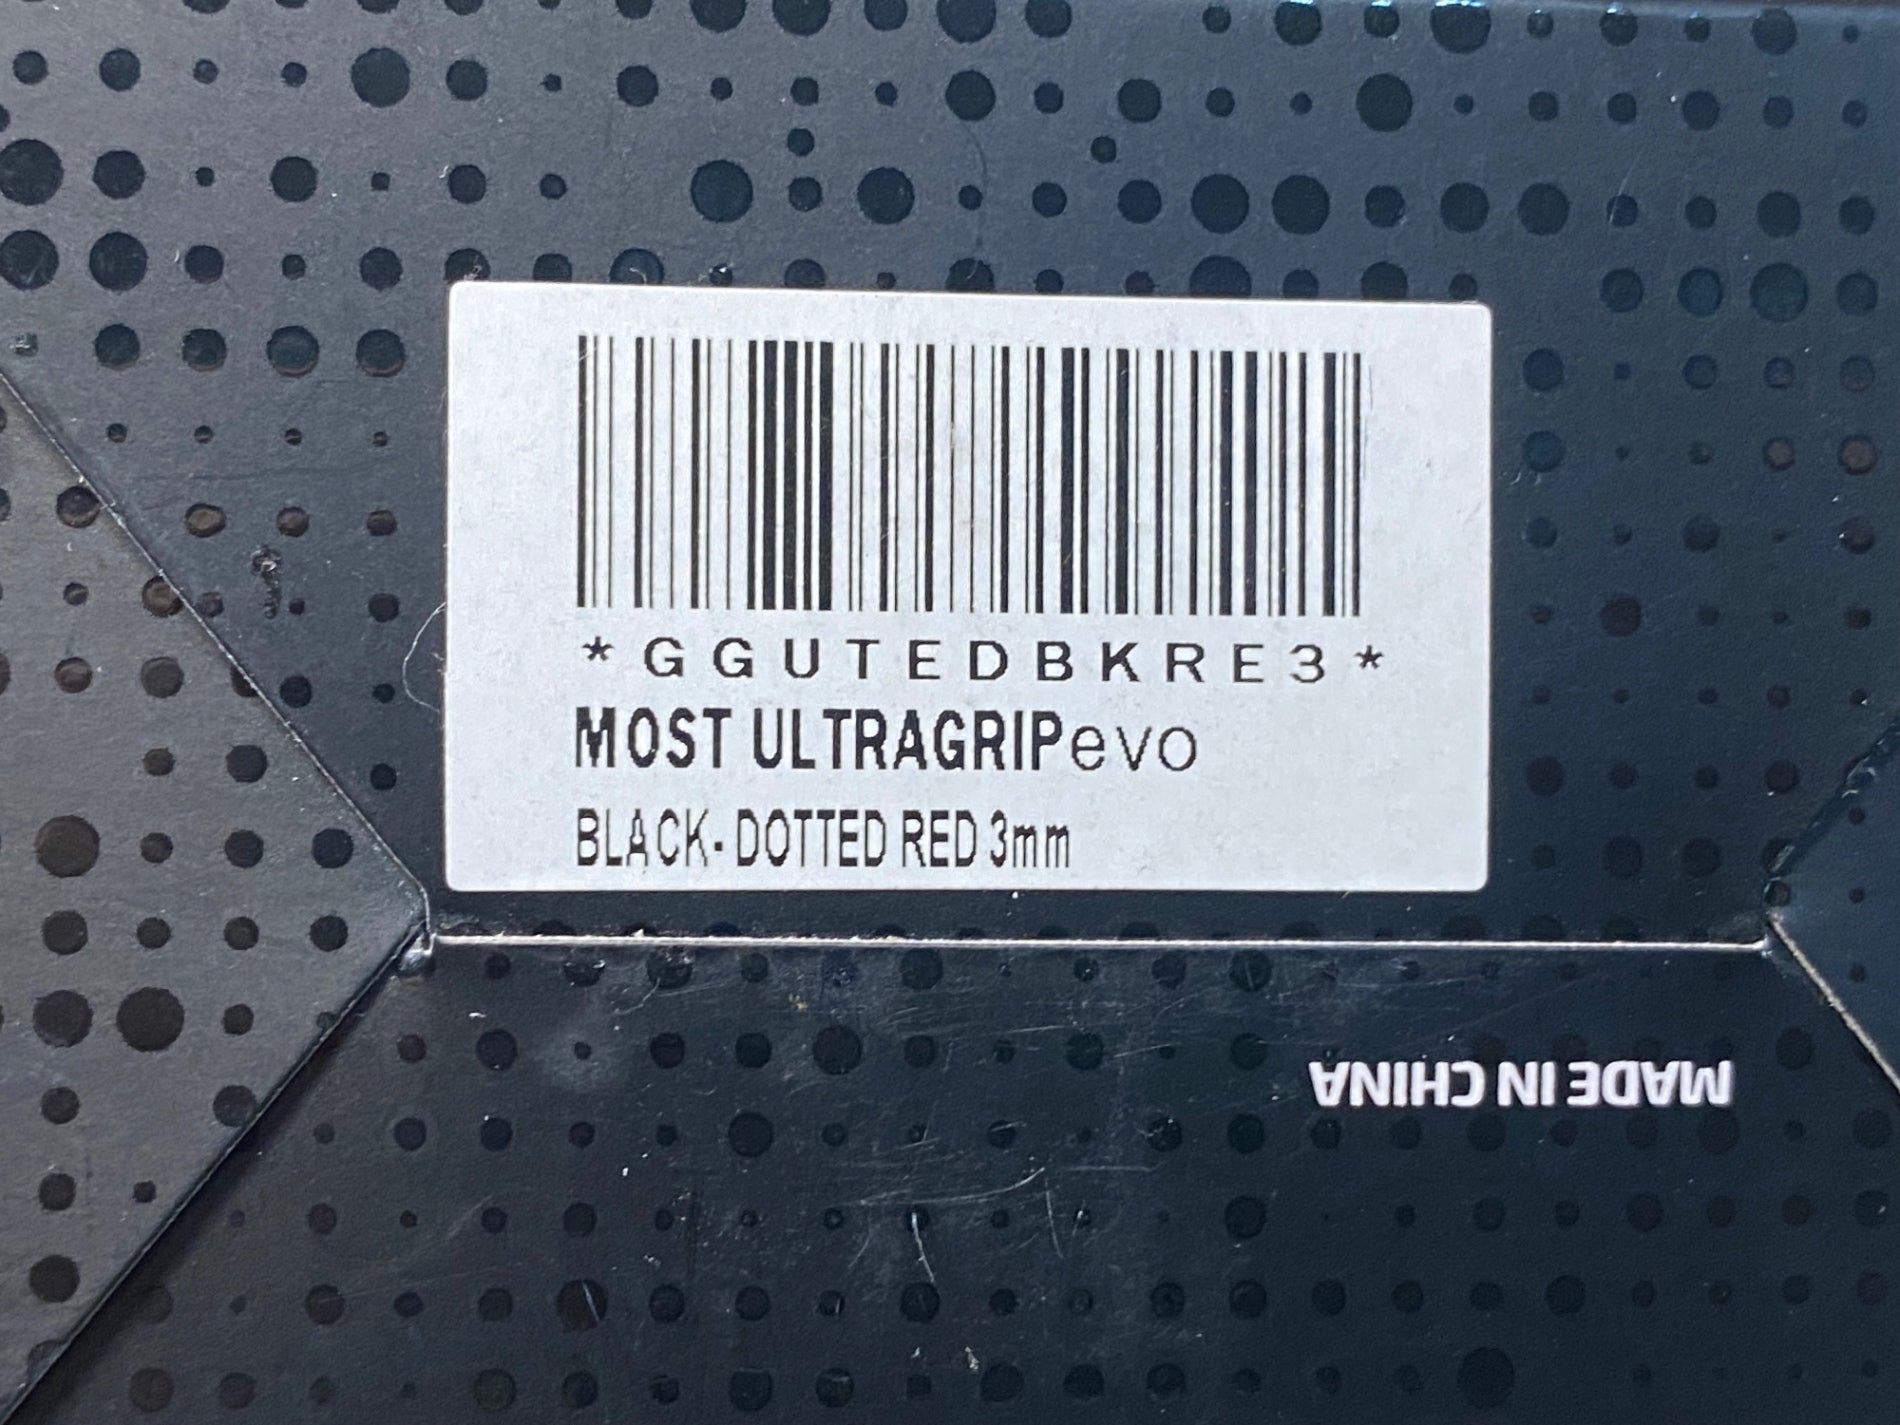 *GGUTEDBKRE3*
MOST ULTRAGRIPevo
BLACK-DOTTED RED 3mm
MADE IN CHINA